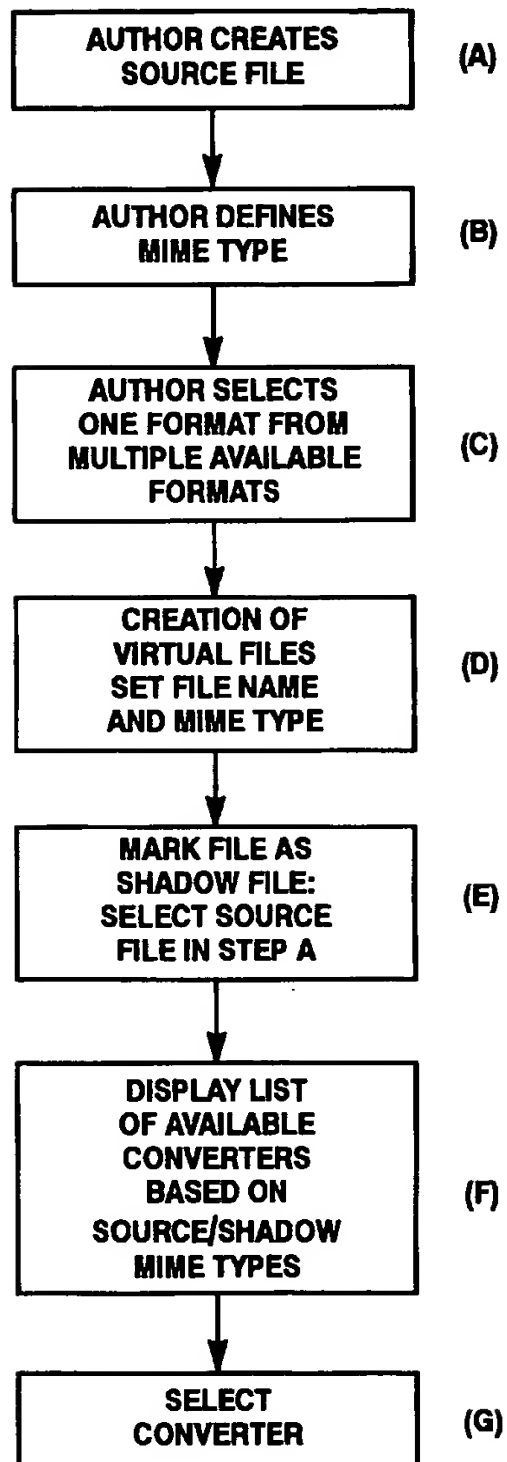 AUTHOR CREATES
SOURCE FILE
(A)
AUTHOR DEFINES
MIME TYPE
(B)
AUTHOR SELECTS
ONE FORMAT FROM
MULTIPLE AVAILABLE
FORMATS
(C)
CREATION OF
VIRTUAL FILES
SET FILE NAME
AND MIME TYPE
(D)
MARK FILE AS
SHADOW FILE:
SELECT SOURCE
FILE IN STEP A
(E)
DISPLAY LIST
OF AVAILABLE
CONVERTERS
BASED ON
SOURCE/SHADOW
MIME TYPES
(F)
SELECT
CONVERTER
(G)